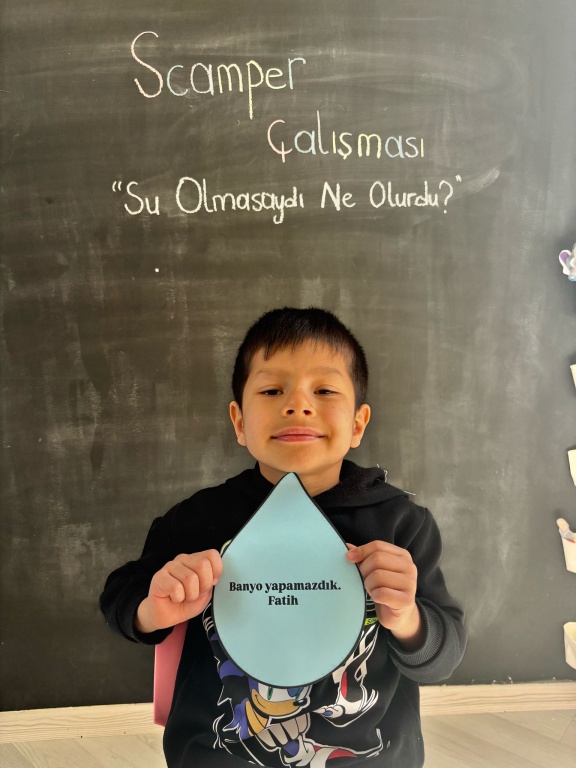 Scamper
Çalışması
"Su Olmasaydı Ne Olurdu?"
Banyo yapamazdık.
Fatih